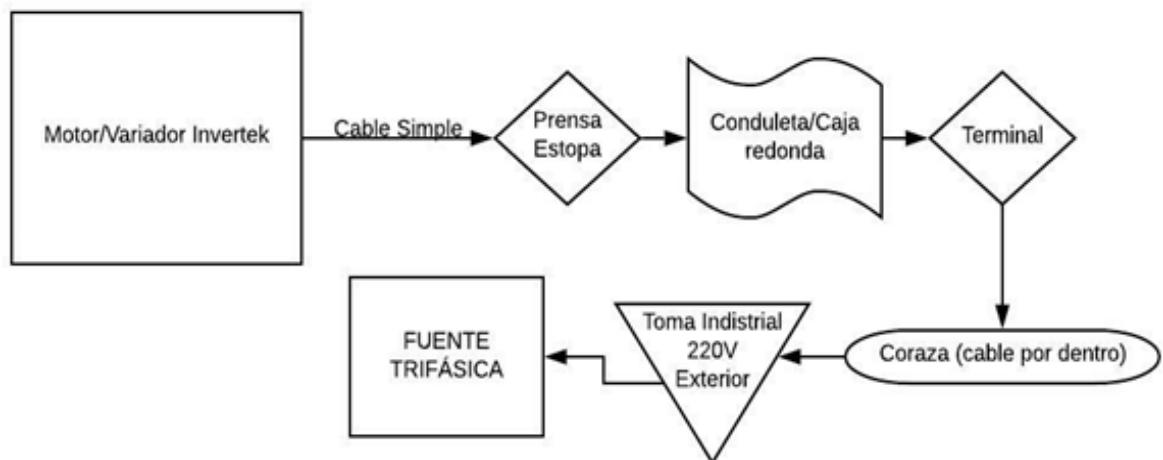 Motor/Variador Invertek
Cable Simple
Prensa
Estopa
Conduleta/Caja
redonda
Terminal
Coraza (cable por dentro)
Toma Indistrial
220V
Exterior
FUENTE
TRIFÁSICA